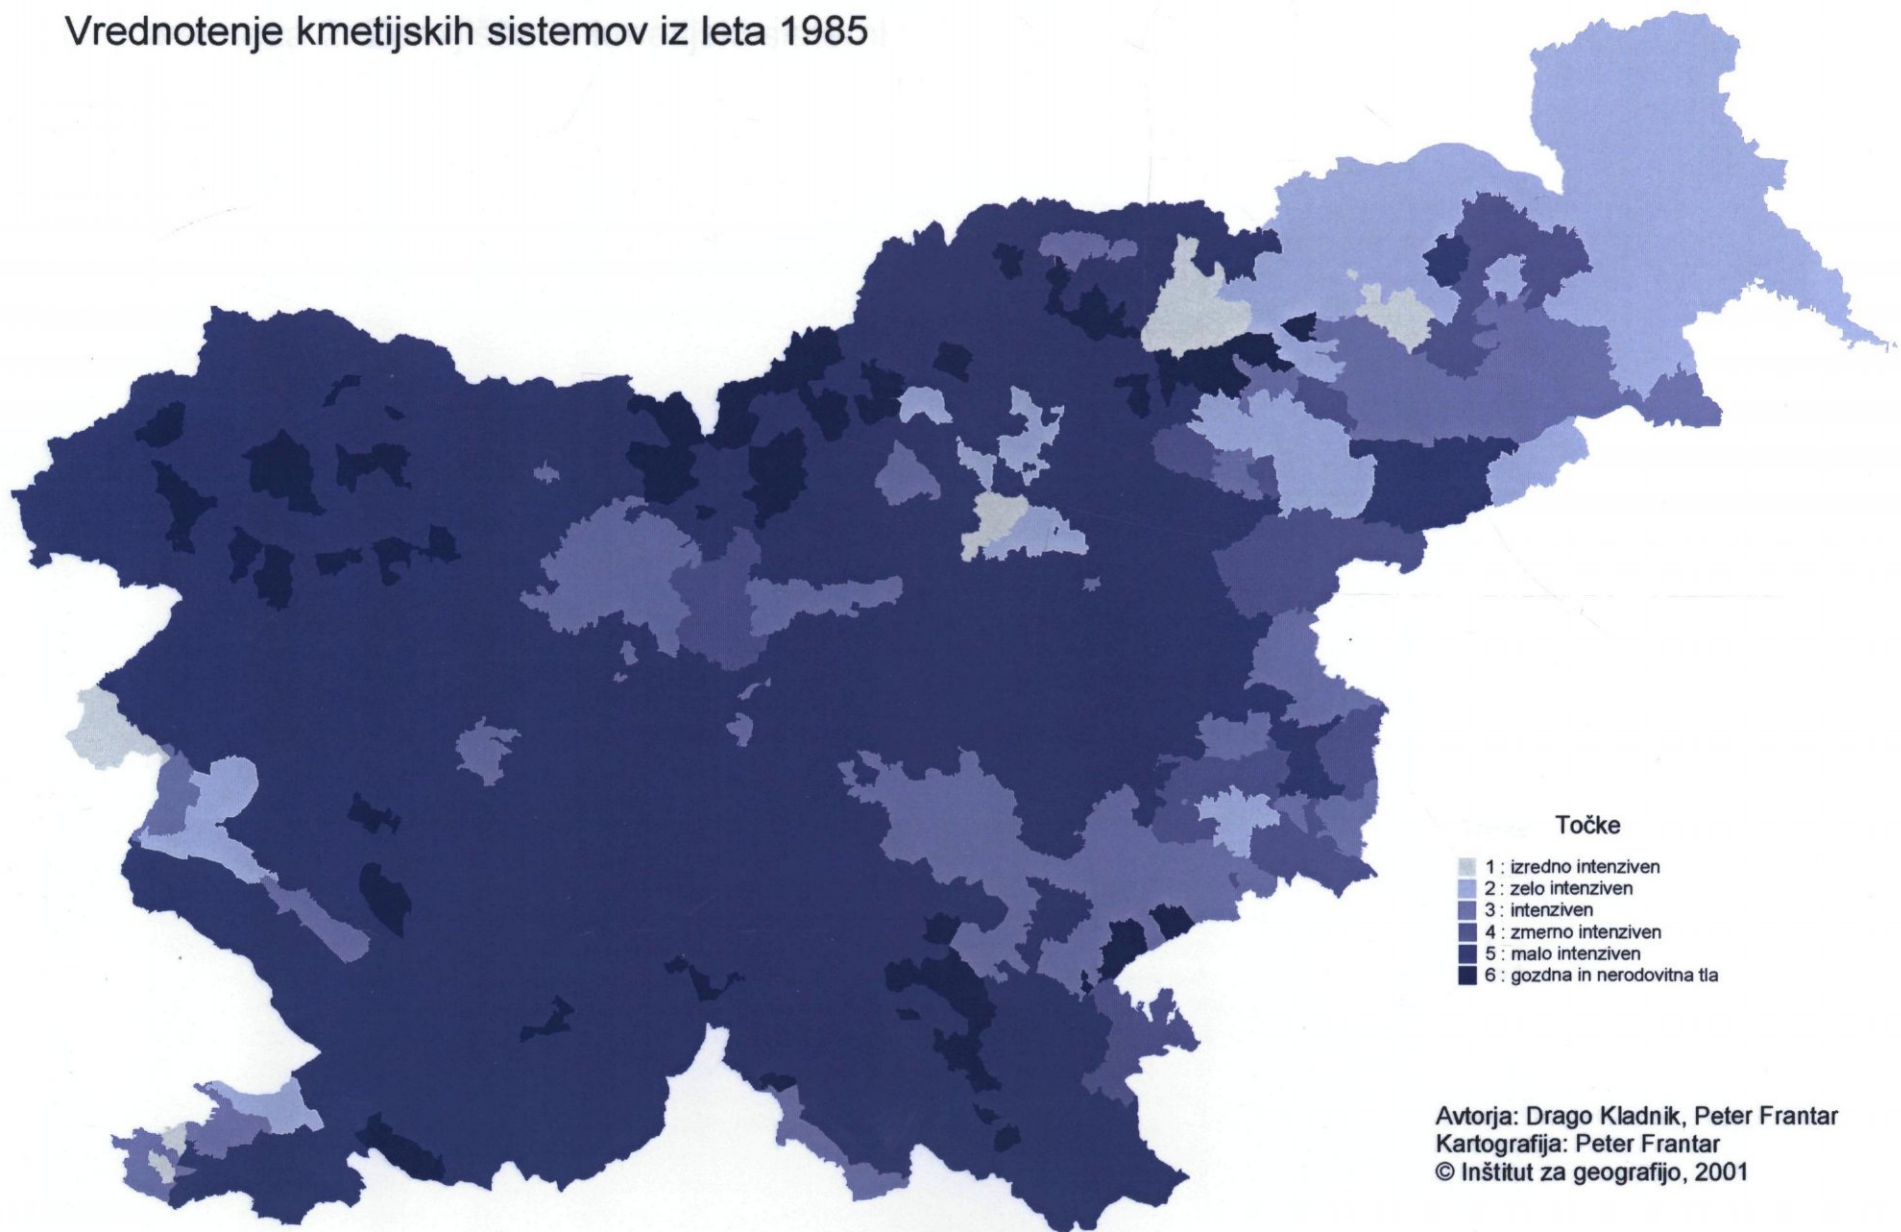 Vrednotenje kmetijskih sistemov iz leta 1985
Točke
1 : izredno intenziven
2 : zelo intenziven
3 : intenziven
4 : zmerno intenziven
5 : malo intenziven
6 : gozdna in nerodovitna tla
Avtorja: Drago Kladnik, Peter Frantar
Kartografija: Peter Frantar
© Inštitut za geografijo, 2001